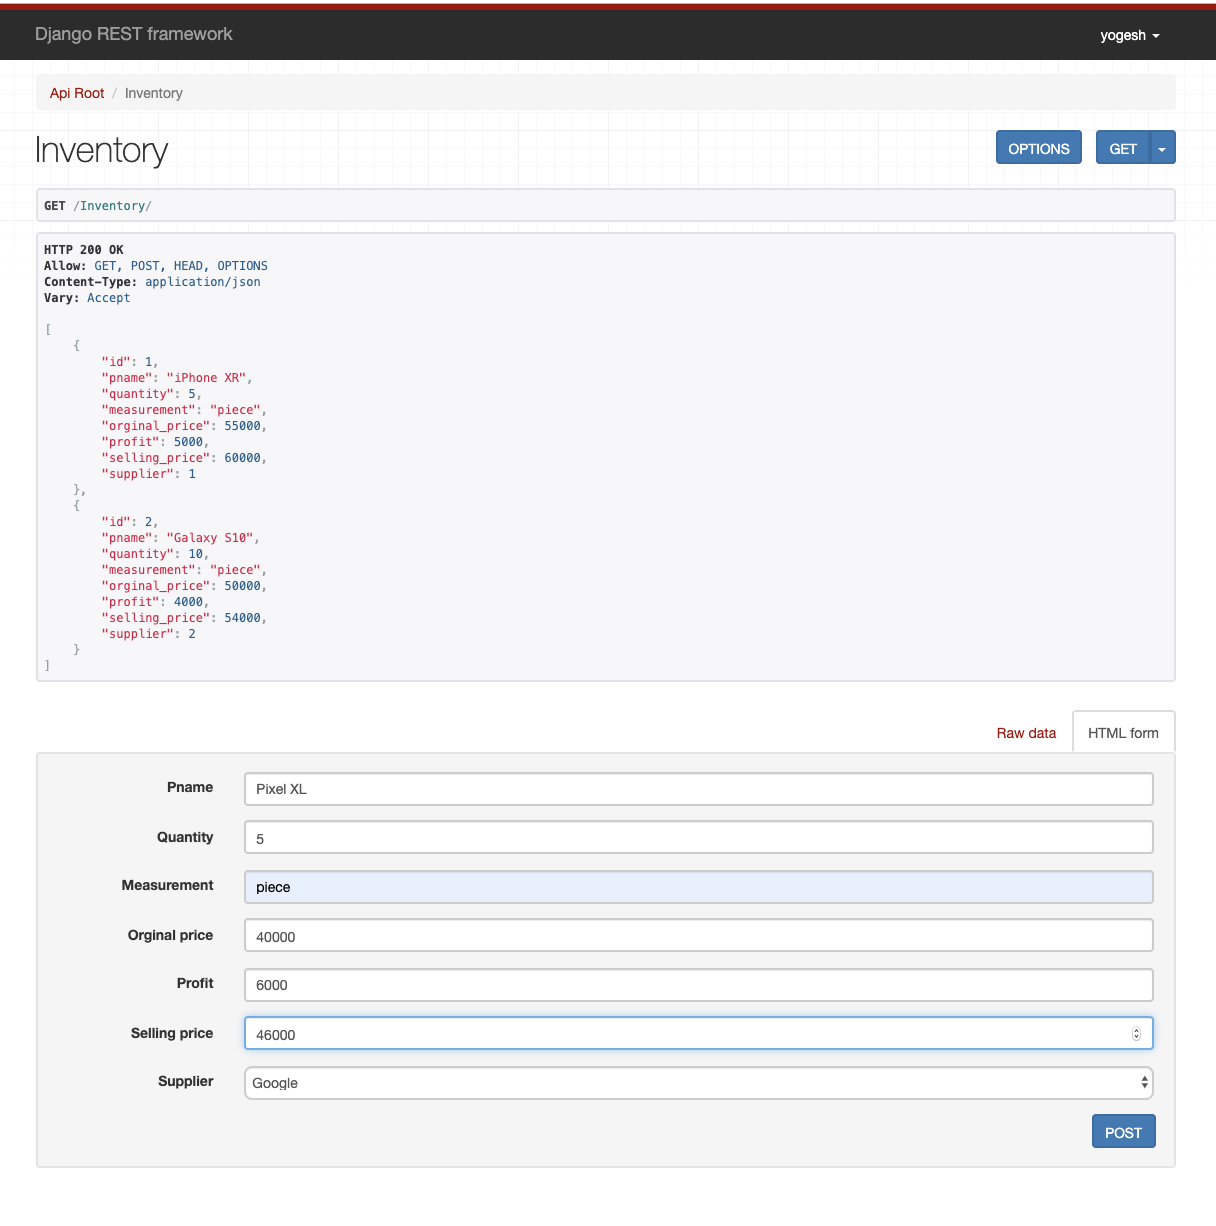 Django REST framework
yogesh
Api Root / Inventory
Inventory
OPTIONS
GET
GET /Inventory/
HTTP 200 OK
Allow: GET, POST, HEAD, OPTIONS
Content-Type: application/json
Vary: Accept
[
    {
        "id": 1,
        "pname": "iPhone XR",
        "quantity": 5,
        "measurement": "piece",
        "orginal_price": 55000,
        "profit": 5000,
        "selling_price": 60000,
        "supplier": 1
    },
    {
        "id": 2,
        "pname": "Galaxy S10",
        "quantity": 10,
        "measurement": "piece",
        "orginal_price": 50000,
        "profit": 4000,
        "selling_price": 54000,
        "supplier": 2
    }
]
Raw data
HTML form
Pname Pixel XL
Quantity 5
Measurement piece
Orginal price 40000
Profit 6000
Selling price 46000
Supplier Google
POST